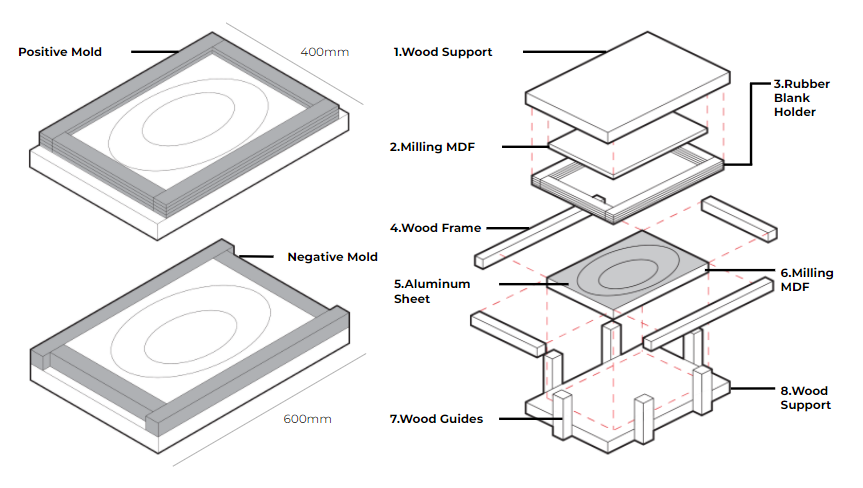 Positive Mold
400mm
Negative Mold
600mm
1.Wood Support
2.Milling MDF
3.Rubber
Blank
Holder
4.Wood Frame
5.Aluminum
Sheet
6.Milling
MDF
7.Wood Guides
8.Wood
Support